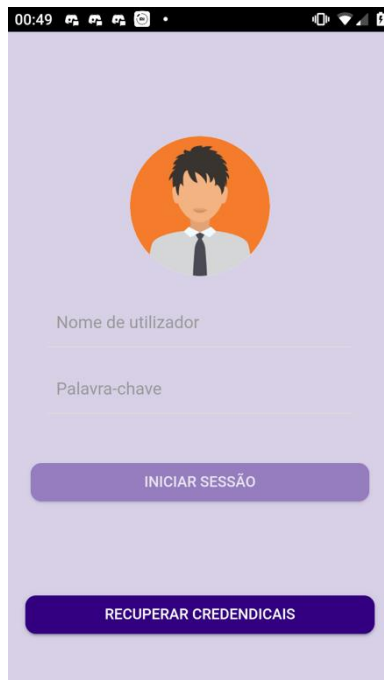 00:49
Nome de utilizador
Palavra-chave
INICIAR SESSÃO
RECUPERAR CREDENDICAIS